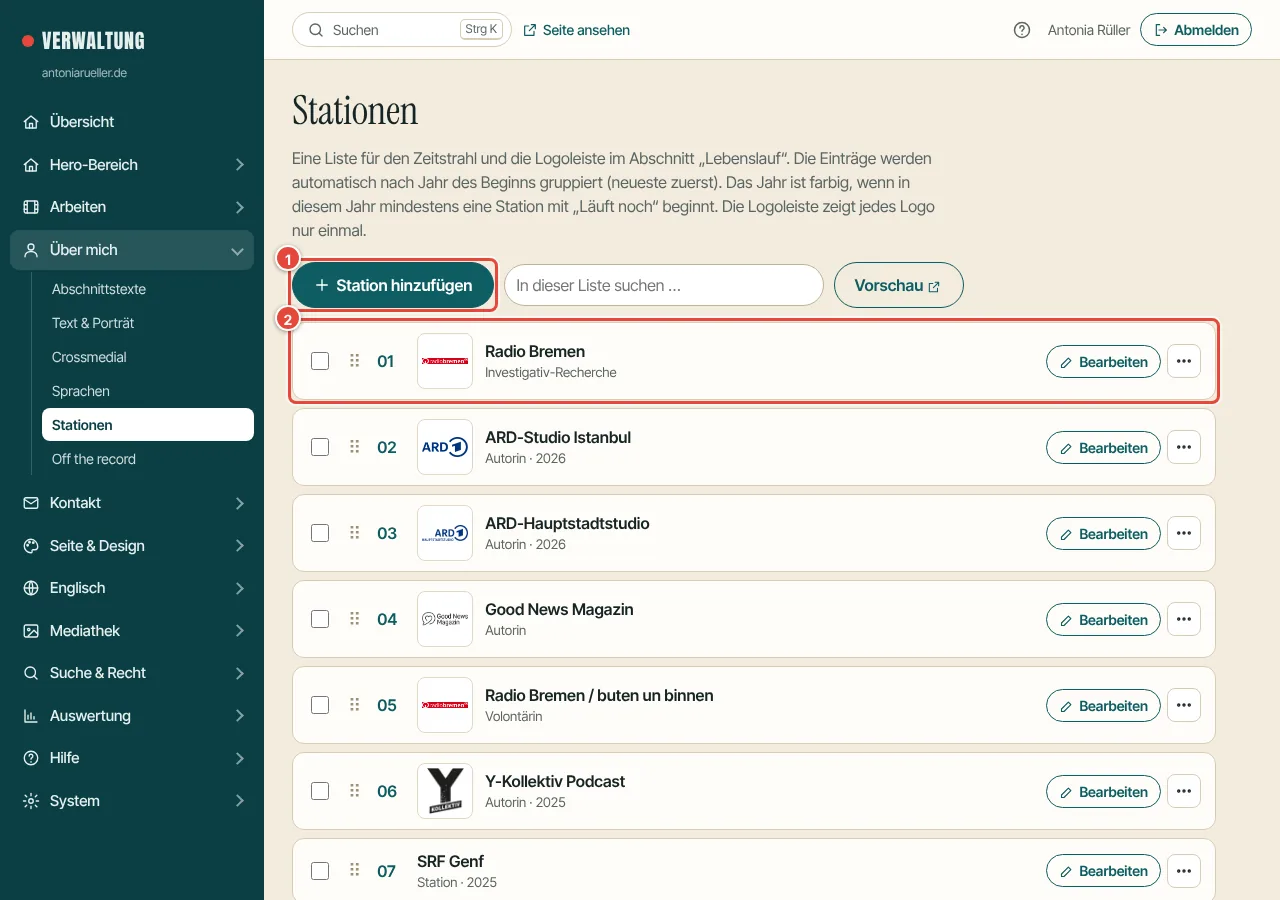 VERWALTUNG
antoniarueller.de
Übersicht
Hero-Bereich
Arbeiten
Über mich
Abschnittstexte
Text & Porträt
Crossmedial
Sprachen
Stationen
Off the record
Kontakt
Seite & Design
Englisch
Mediathek
Suche & Recht
Auswertung
Hilfe
System
Suchen
Strg K
Seite ansehen
Antonia Rüller
Abmelden
Stationen
Eine Liste für den Zeitstrahl und die Logoleiste im Abschnitt „Lebenslauf“. Die Einträge werden
automatisch nach Jahr des Beginns gruppiert (neueste zuerst). Das Jahr ist farbig, wenn in
diesem Jahr mindestens eine Station mit „Läuft noch“ beginnt. Die Logoleiste zeigt jedes Logo
nur einmal.
1
Station hinzufügen
In dieser Liste suchen …
Vorschau
2
01
radiobremen
Radio Bremen
Investigativ-Recherche
Bearbeiten
02
ARD 1
ARD-Studio Istanbul
Autorin · 2026
Bearbeiten
03
ARD 1
HAUPTSTADTSTUDIO
ARD-Hauptstadtstudio
Autorin · 2026
Bearbeiten
04
Good News
Magazin
Good News Magazin
Autorin
Bearbeiten
05
radiobremen
Radio Bremen / buten un binnen
Volontärin
Bearbeiten
06
Y
KOLLEKTIV
Y-Kollektiv Podcast
Autorin · 2025
Bearbeiten
07
SRF Genf
Station · 2025
Bearbeiten